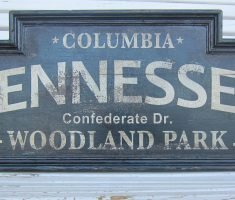 ★COLUMBIA★
ENNESSE
Confederate Dr.
-WOODLAND PARK-